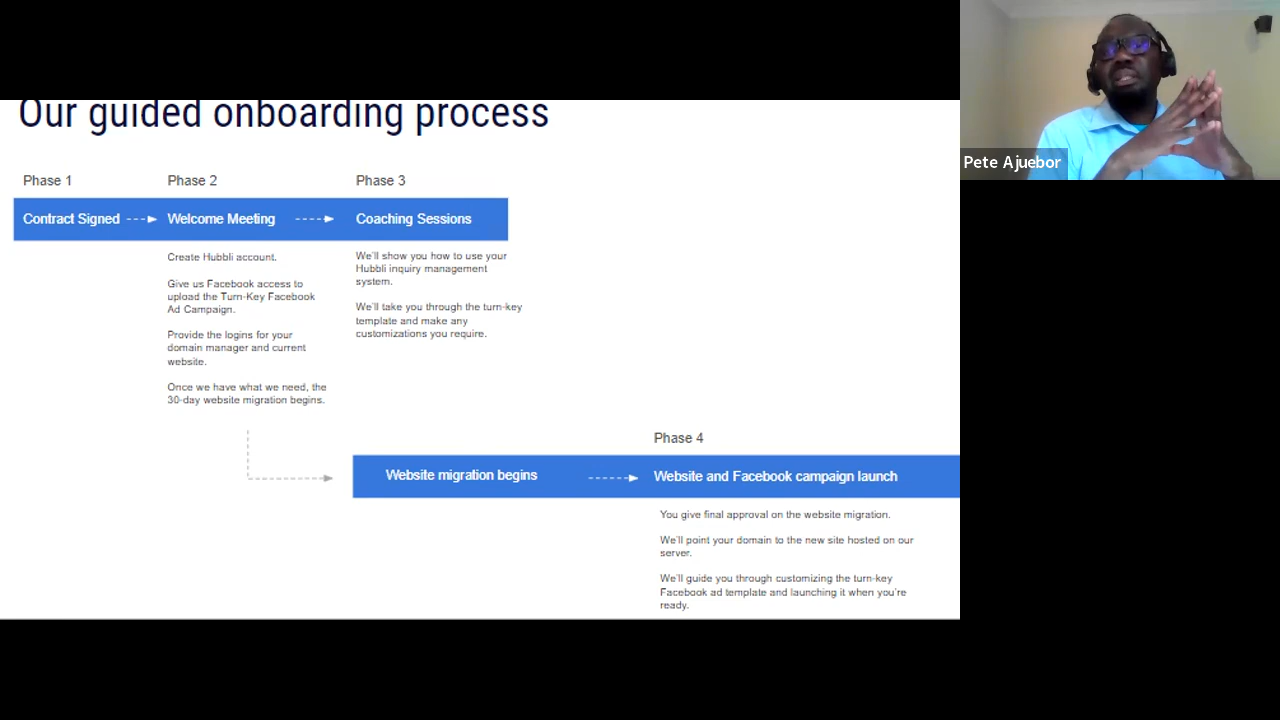 Our guided onboarding process
Pete Ajuebor
Phase 1
Phase 2
Phase 3
Contract Signed
Welcome Meeting
Coaching Sessions
Create Hubbli account.
Give us Facebook access to
upload the Turn-Key Facebook
Ad Campaign.
Provide the logins for your
domain manager and current
website.
Once we have what we need, the
30-day website migration begins.
We'll show you how to use your
Hubbli inquiry management
system.
We'll take you through the turn-key
template and make any
customizations you require.
Phase 4
Website migration begins
Website and Facebook campaign launch
You give final approval on the website migration.
We'll point your domain to the new site hosted on our
server.
We'll guide you through customizing the turn-key
Facebook ad template and launching it when you're
ready.